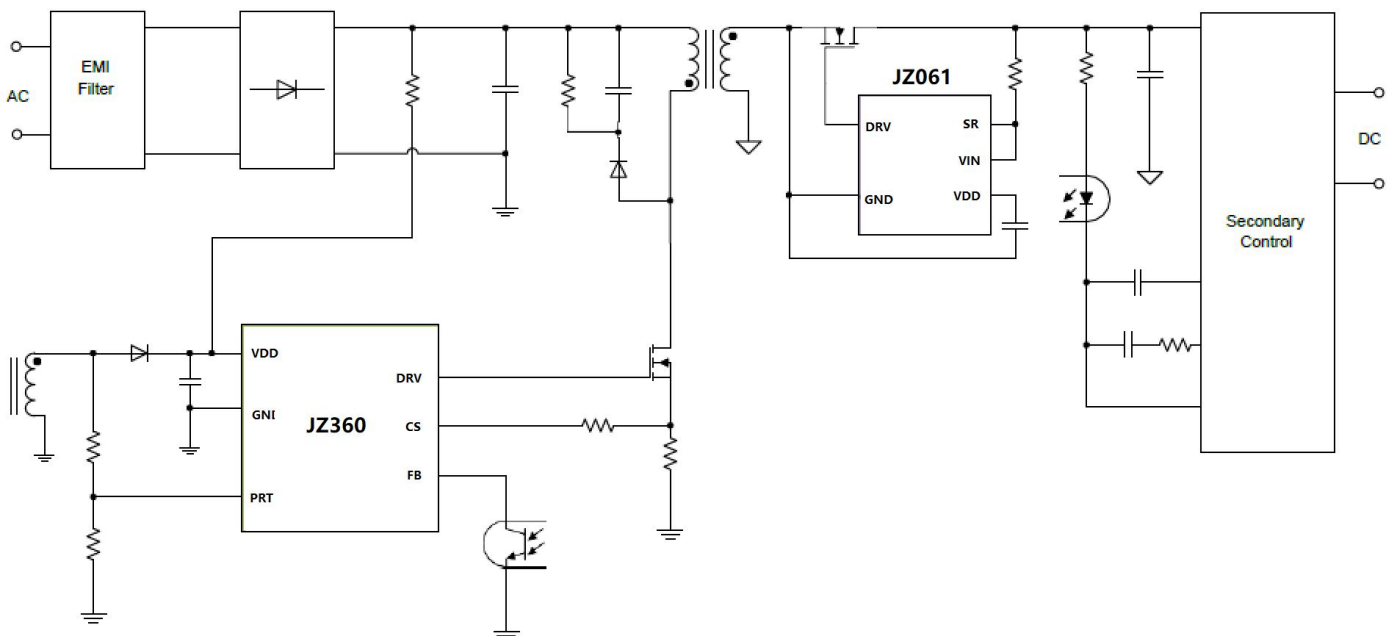 EMI
Filter
AC
JZ061
DRV
SR
VIN
GND
VDD
DC
Secondary
Control
VDD
DRV
GNI
JZ360
CS
FB
PRT